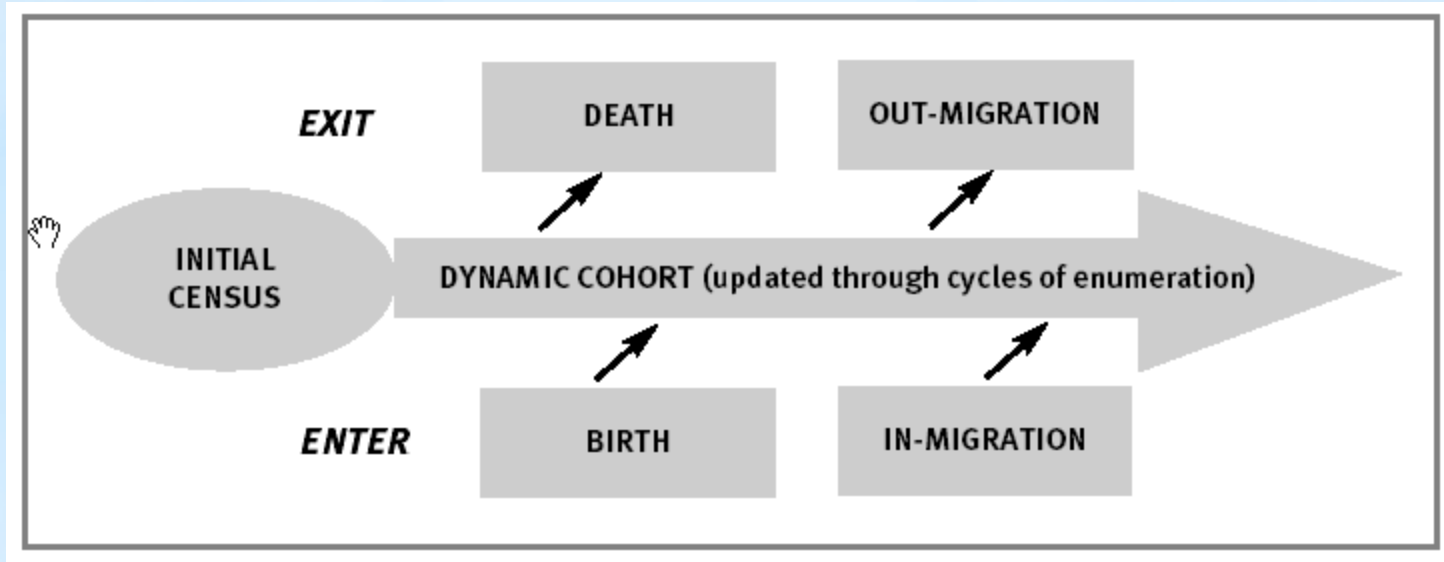 EXIT
DEATH
OUT-MIGRATION
INITIAL
CENSUS
DYNAMIC COHORT (updated through cycles of enumeration)
ENTER
BIRTH
IN-MIGRATION